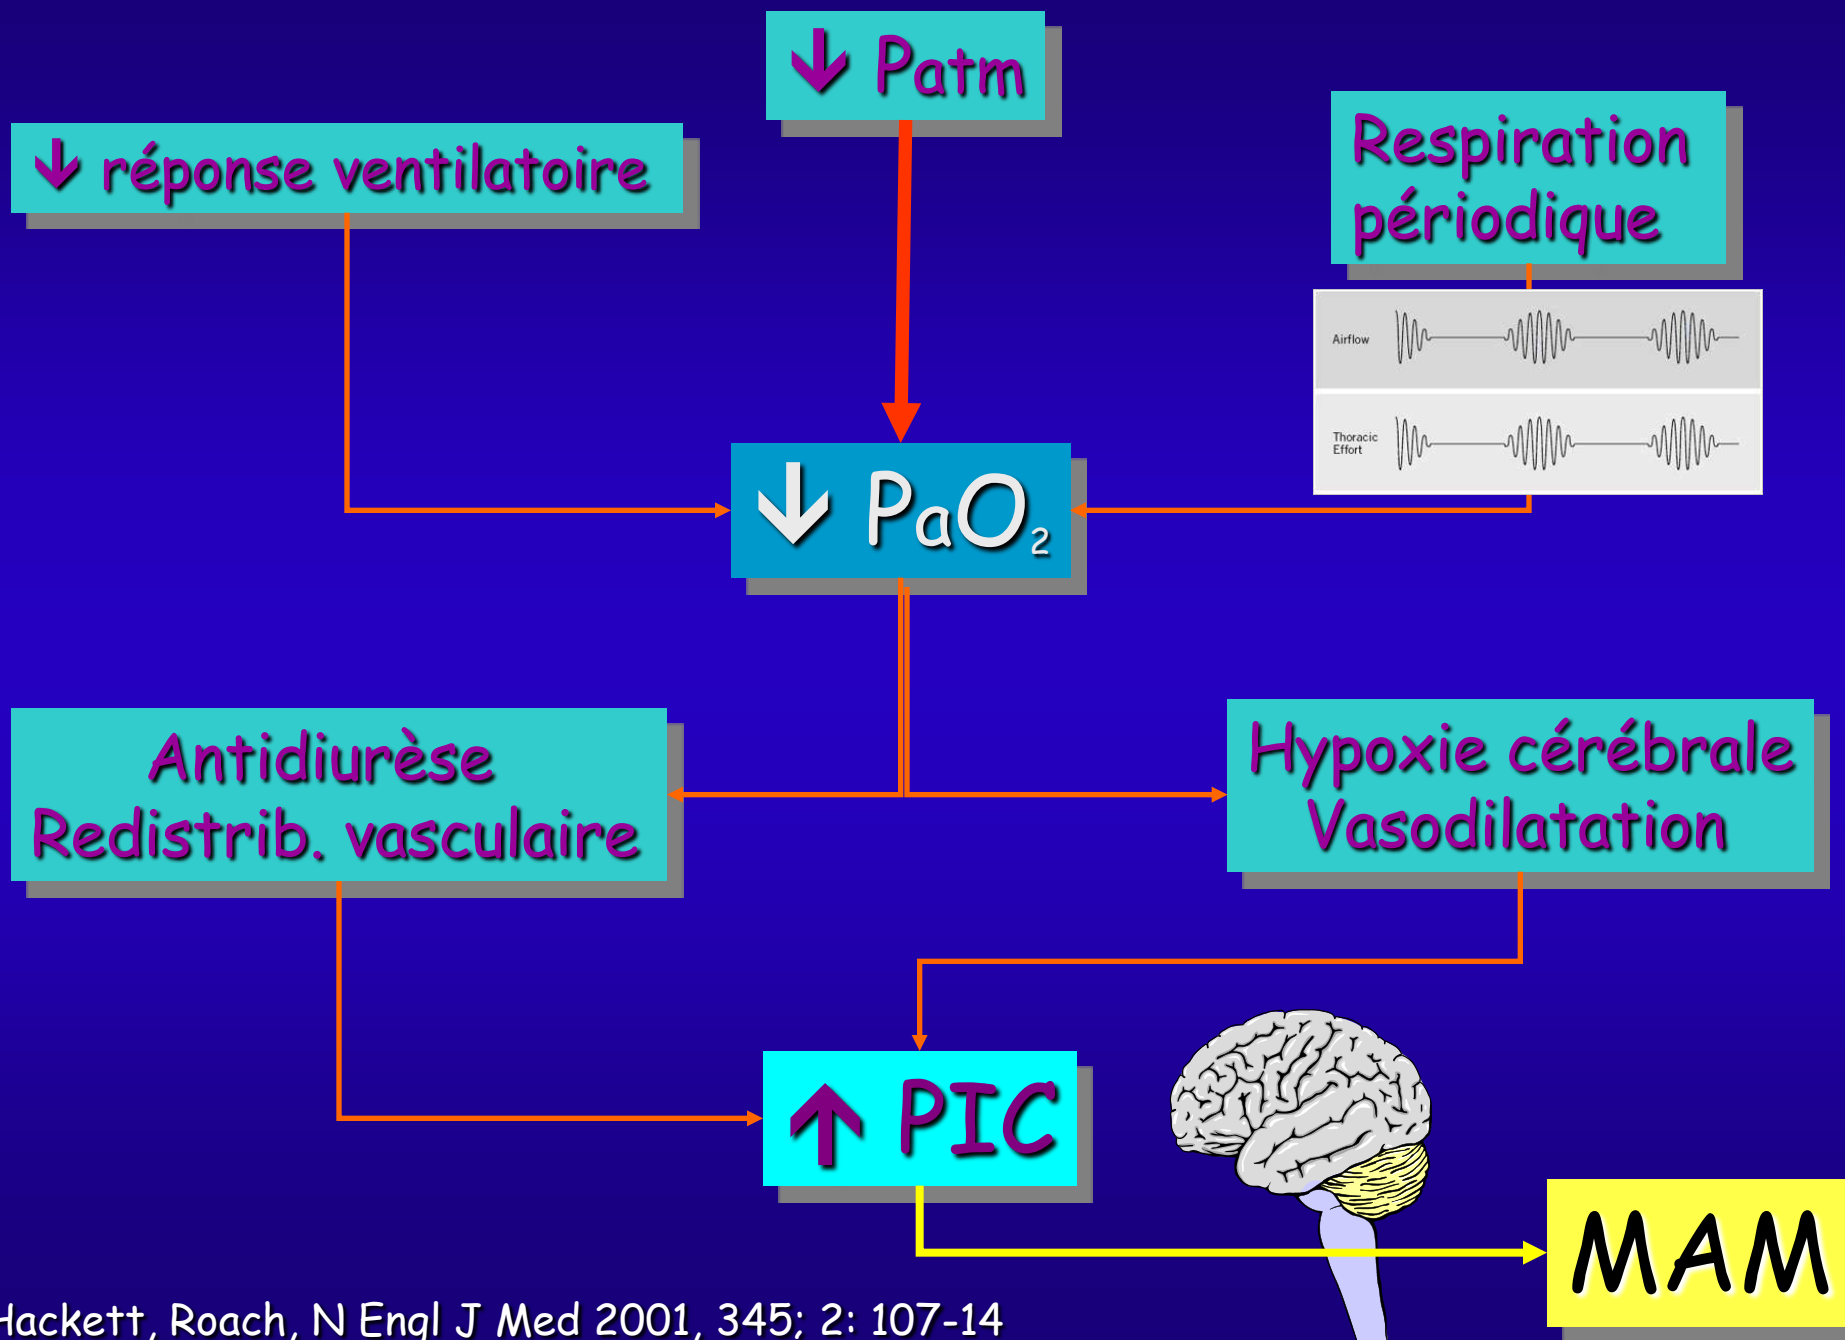 ↓ Patm
↓ réponse ventilatoire
Respiration
périodique
Airflow
Thoracic
Effort
↓ PaO₂
Antidiurèse
Redistrib. vasculaire
Hypoxie cérébrale
Vasodilatation
↑ PIC
MAM
Hackett, Roach, N Engl J Med 2001, 345; 2: 107-14